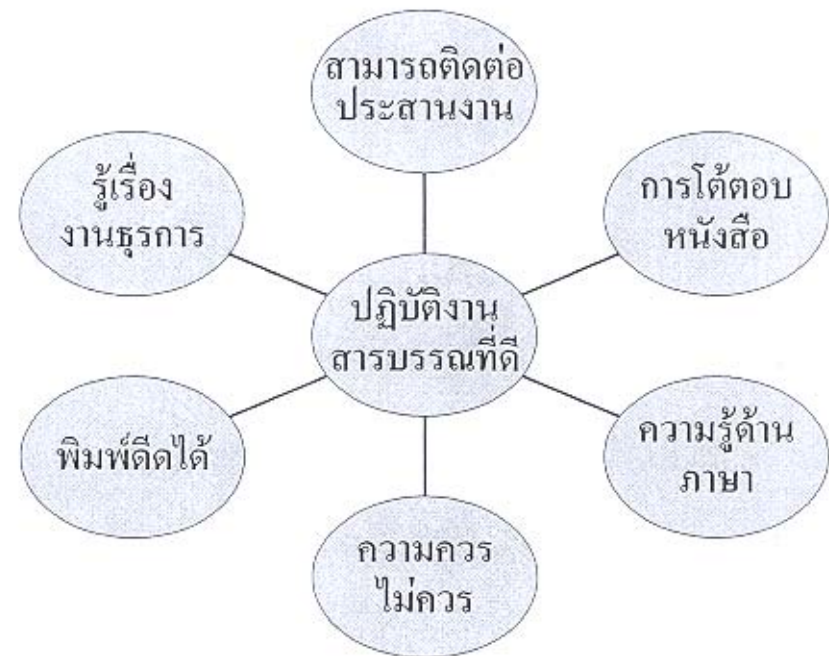 สามารถติดต่อ
ประสานงาน
รู้เรื่อง
งานธุรการ
การโต้ตอบ
หนังสือ
ปฏิบัติงาน
สารบรรณที่ดี
พิมพ์ดีดได้
ความรู้ด้าน
ภาษา
ความควร
ไม่ควร